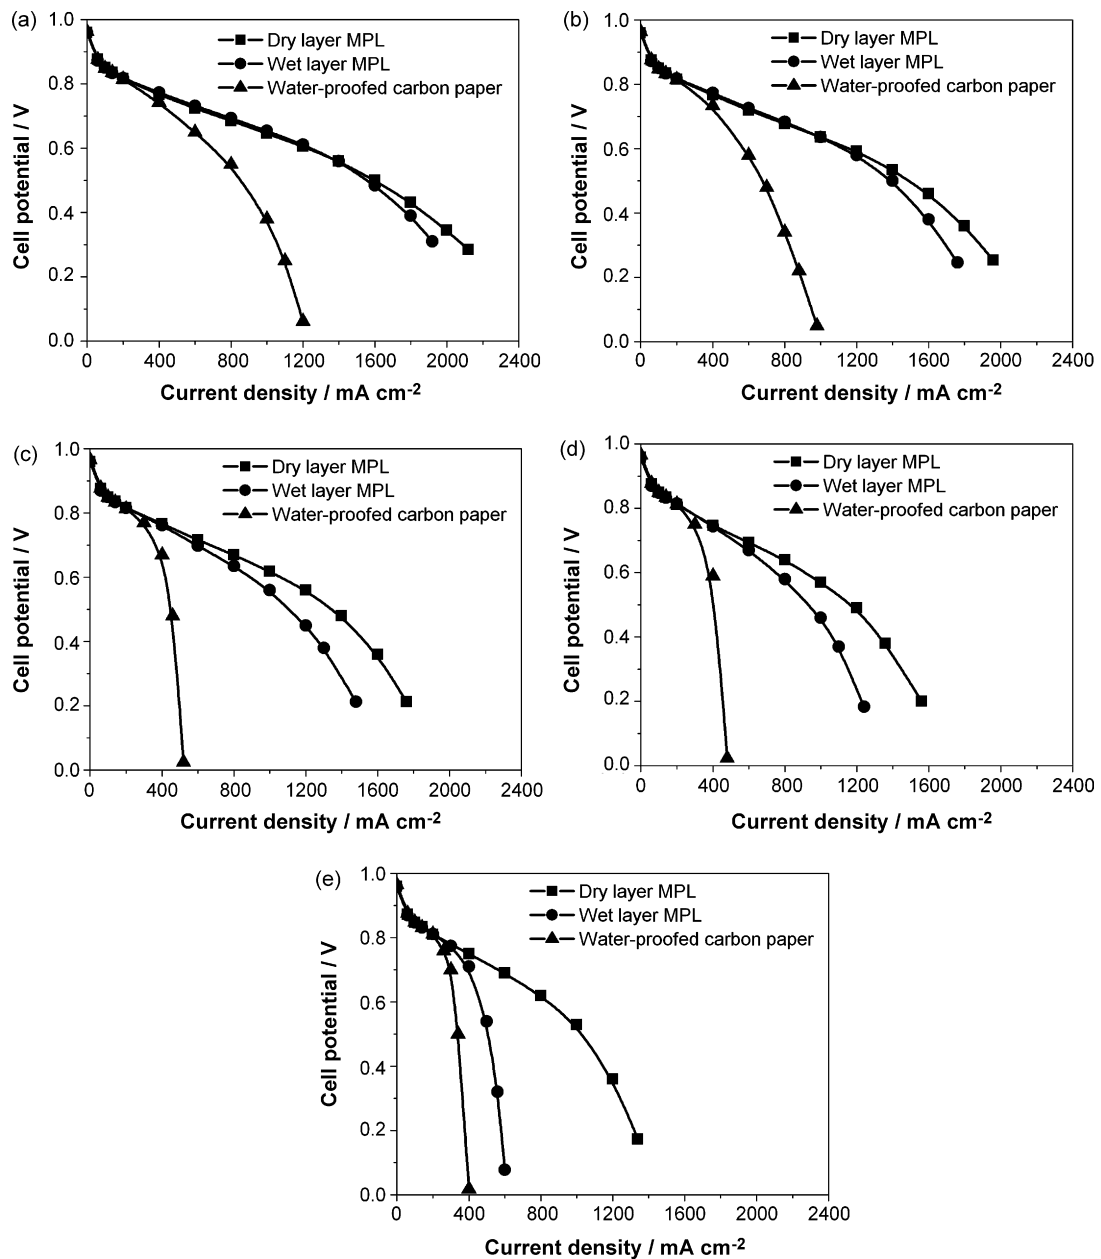 (a)
1.0
0.8
0.6
0.4
0.2
0.0
Cell potential / V
Dry layer MPL
Wet layer MPL
Water-proofed carbon paper
0 400 800 1200 1600 2000 2400
Current density / mA cm-2
(b)
1.0
0.8
0.6
0.4
0.2
0.0
Cell potential / V
Dry layer MPL
Wet layer MPL
Water-proofed carbon paper
0 400 800 1200 1600 2000 2400
Current density / mA cm-2
(c)
1.0
0.8
0.6
0.4
0.2
0.0
Cell potential / V
Dry layer MPL
Wet layer MPL
Water-proofed carbon paper
0 400 800 1200 1600 2000 2400
Current density / mA cm-2
(d)
1.0
0.8
0.6
0.4
0.2
0.0
Cell potential / V
Dry layer MPL
Wet layer MPL
Water-proofed carbon paper
0 400 800 1200 1600 2000 2400
Current density / mA cm-2
(e)
1.0
0.8
0.6
0.4
0.2
0.0
Cell potential / V
Dry layer MPL
Wet layer MPL
Water-proofed carbon paper
0 400 800 1200 1600 2000 2400
Current density / mA cm-2